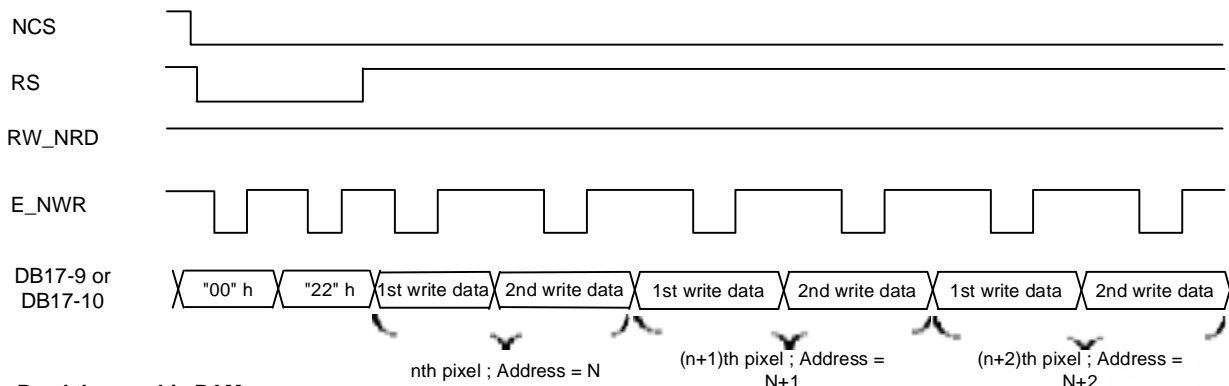 NCS
RS
RW_NRD
E_NWR
DB17-9 or
DB17-10
"00" h
"22" h
1st write data
2nd write data
1st write data
2nd write data
1st write data
2nd write data
nth pixel ; Address = N
(n+1)th pixel ; Address =
N+1
(n+2)th pixel ; Address =
N+2